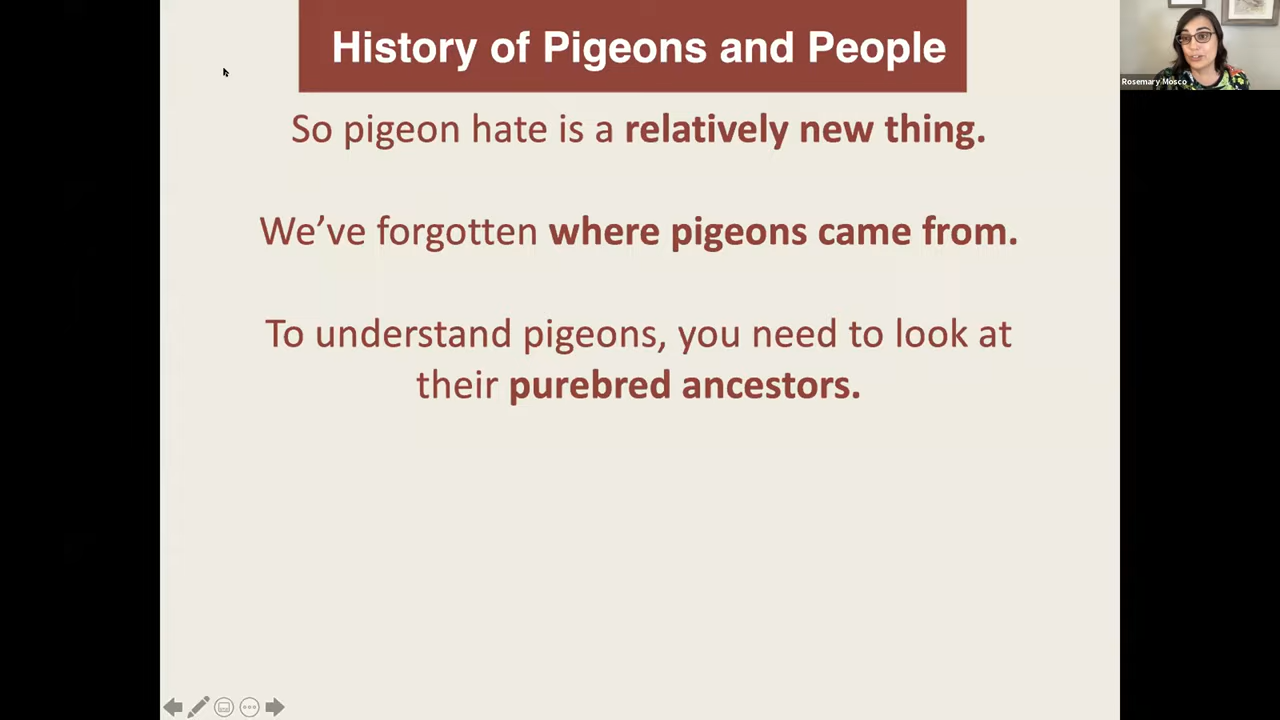 History of Pigeons and People
So pigeon hate is a relatively new thing.
We’ve forgotten where pigeons came from.
To understand pigeons, you need to look at
their purebred ancestors.
Rosemary Mosco